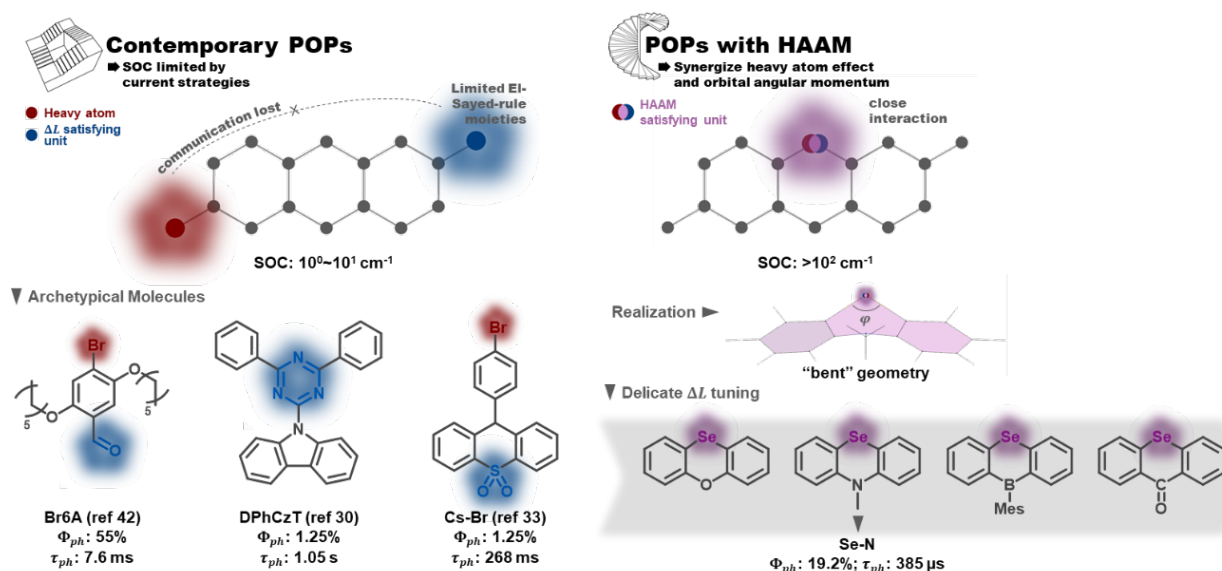 Contemporary POPs
SOC limited by
current strategies
Heavy atom
ΔL satisfying
unit
communication lost
Limited El-
Sayed-rule
moieties
SOC: 10⁰~10¹ cm⁻¹
Archetypical Molecules
Br
O
5
O
5
O
Br6A (ref 42)
Φph: 55%
τph: 7.6 ms
N
N
N
N
DPhCzT (ref 30)
Φph: 1.25%
τph: 1.05 s
Br
S
O
O
Cs-Br (ref 33)
Φph: 1.25%
τph: 268 ms
POPs with HAAM
Synergize heavy atom effect
and orbital angular momentum
HAAM
satisfying unit
close
interaction
SOC: >10² cm⁻¹
Realization
φ
“bent” geometry
Delicate ΔL tuning
Se
O
Se
N
Se
B
Mes
Se
C
O
Se-N
Φph: 19.2%; τph: 385 μs